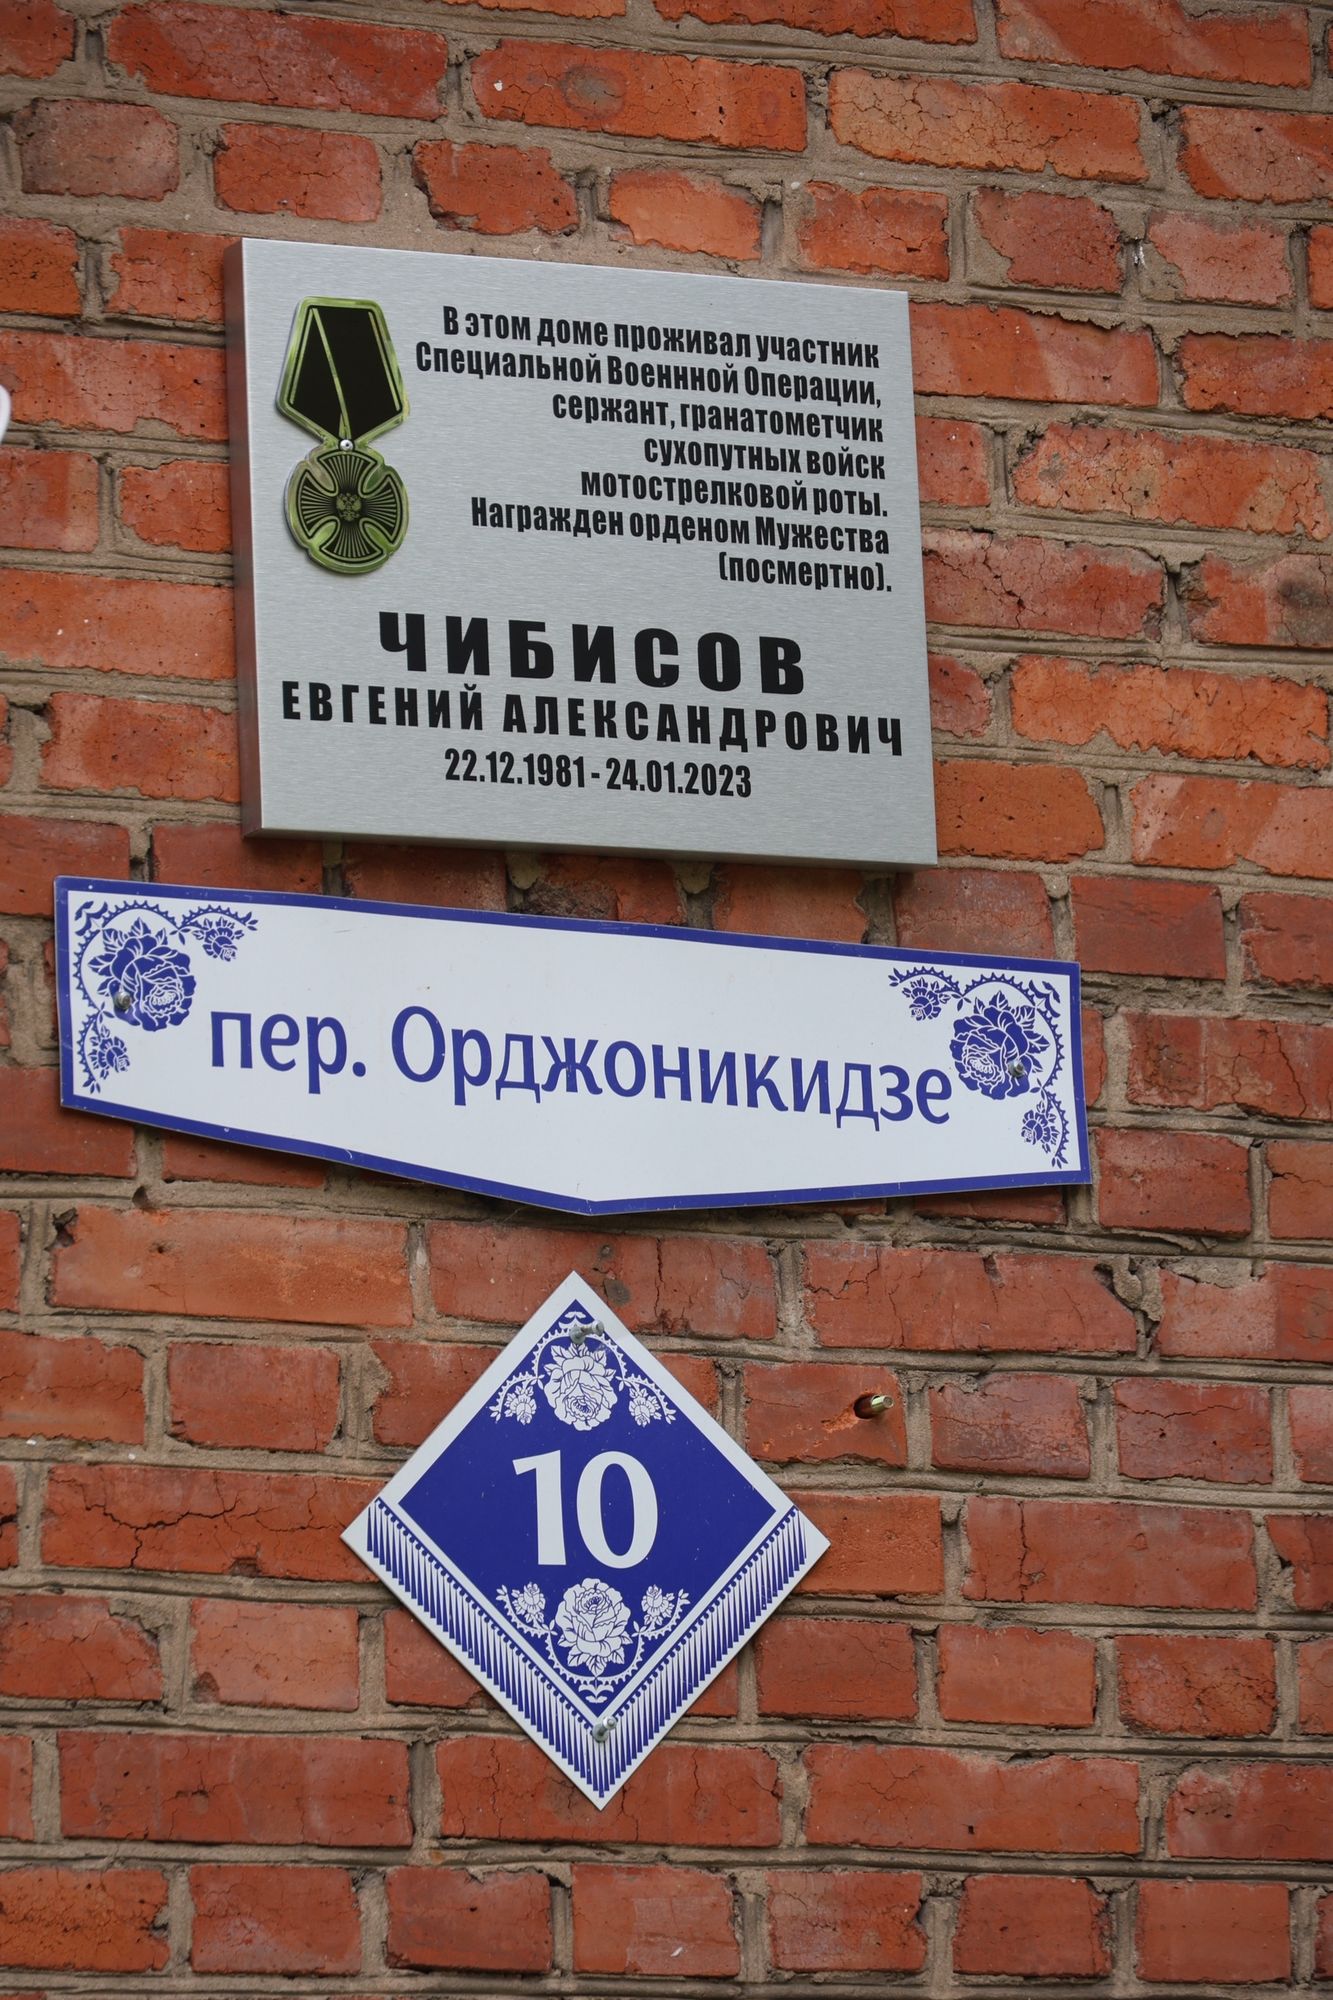 В этом доме проживал участник
Специальной Военнной Операции,
сержант, гранатометчик
сухопутных войск
мотострелковой роты.
Награжден орденом Мужества
(посмертно).
ЧИБИСОВ
ЕВГЕНИЙ АЛЕКСАНДРОВИЧ
22.12.1981 - 24.01.2023
пер. Орджоникидзе
10